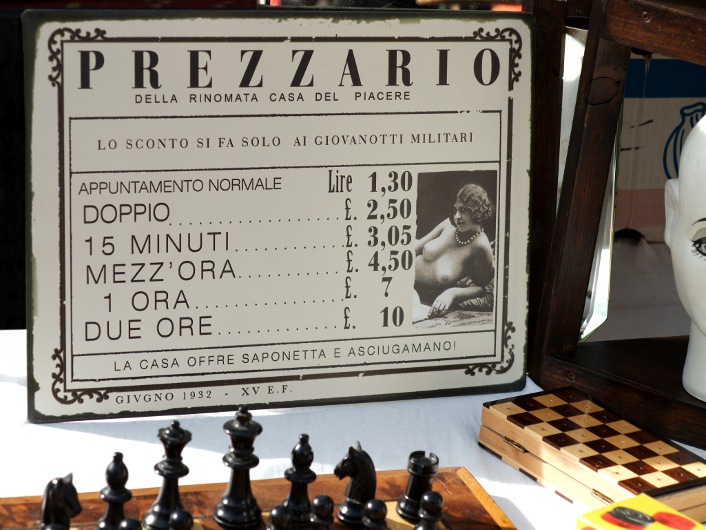 PREZZARIO
DELLA RINOMATA CASA DEL PIACERE
LO SCONTO SI FA SOLO AI GIOVANOTTI MILITARI
APPUNTAMENTO NORMALE Lire 1,30
DOPPIO....................£. 2,50
15 MINUTI.............£. 3,05
MEZZ'ORA.............£. 4,50
1 ORA..................£. 7
DUE ORE...............£. 10
LA CASA OFFRE SAPONETTA E ASCIUGAMANO!
GIVGNO 1932 - XV E.F.